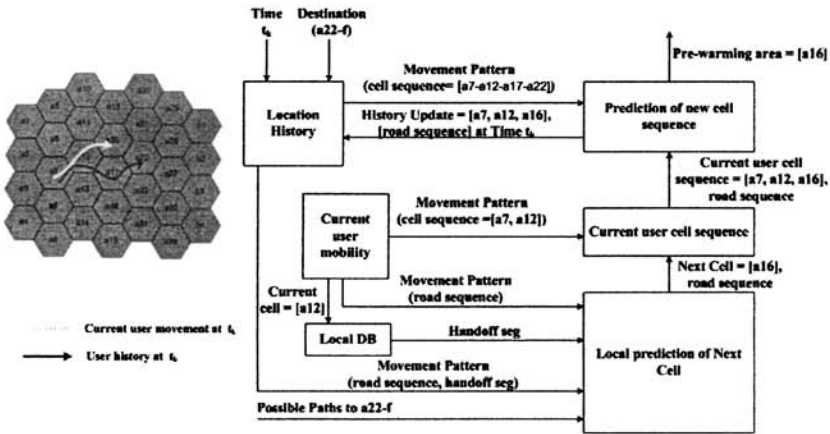 Time
t_k
Destination
(a22-f)
Pre-warming area = [a16]
Movement Pattern
(cell sequence= [a7-a12-a17-a22])
Location
History
History Update = [a7, a12, a16],
[road sequence] at Time t_k
Prediction of new cell
sequence
Current user cell
sequence = [a7, a12, a16],
road sequence
Current
user
mobility
Movement Pattern
(cell sequence =[a7, a12])
Current user cell sequence
Next Cell = [a16],
road sequence
Current
cell = [a12]
Movement Pattern
(road sequence)
Local DB
Handoff seg
Local prediction of Next
Cell
Movement Pattern
(road sequence, handoff seg)
Possible Paths to a22-f
Current user movement at t_k
User history at t_k